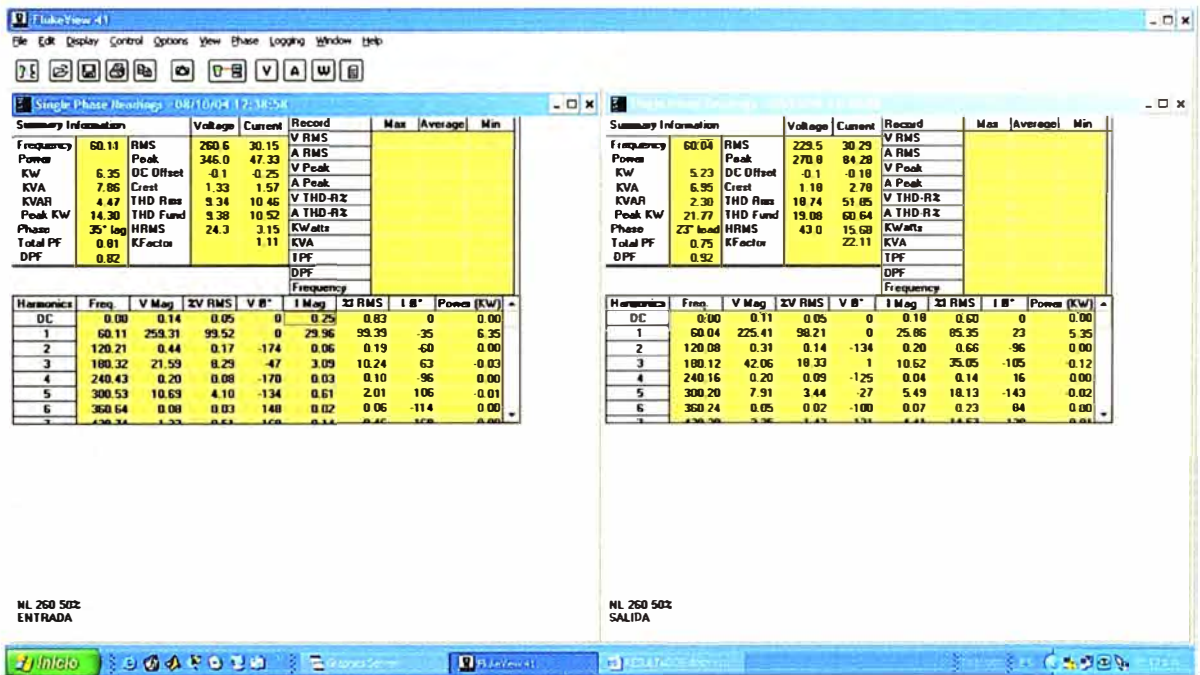 FlukeView 41
File Edit Display Control Options View Phase Logging Window Help
V A W
Single Phase Readings - 08/10/04 12:38:58
Summary Information Voltage Current Record Max Average Min
Frequency 60.11 RMS 260.6 30.15 V RMS
Power Peak 346.0 47.33 A RMS
KW 6.35 DC Offset -0.1 -0.25 V Peak
KVA 7.86 Crest 1.33 1.57 A Peak
KVAR 4.47 THD Rms 9.34 10.46 V THD-R%
Peak KW 14.30 THD Fund 9.38 10.52 A THD-R%
Phase 35° lag HRMS 24.3 3.15 KWatts
Total PF 0.81 KFactor 1.11 KVA
DPF 0.82 TPF
DPF
Frequency
Harmonics Freq. V Mag %V RMS V Ø° I Mag %I RMS I Ø° Power (KW)
DC 0.00 0.14 0.05 0 0.25 0.83 0 0.00
1 60.11 259.31 99.52 0 29.96 99.39 -35 6.35
2 120.21 0.44 0.17 -174 0.06 0.19 -60 0.00
3 180.32 21.59 8.29 -47 3.09 10.24 63 -0.03
4 240.43 0.20 0.08 -170 0.03 0.10 -96 0.00
5 300.53 10.69 4.10 -134 0.61 2.01 106 -0.01
6 360.64 0.08 0.03 148 0.02 0.06 -114 0.00
NL 260 50%
ENTRADA
Summary Information Voltage Current Record Max Average Min
Frequency 60.04 RMS 229.5 30.29 V RMS
Power Peak 270.8 84.28 A RMS
KW 5.23 DC Offset -0.1 -0.18 V Peak
KVA 6.95 Crest 1.18 2.78 A Peak
KVAR 2.30 THD Rms 18.74 51.85 V THD-R%
Peak KW 21.77 THD Fund 19.08 60.64 A THD-R%
Phase 23° lead HRMS 43.0 15.68 KWatts
Total PF 0.75 KFactor 22.11 KVA
DPF 0.92 TPF
DPF
Frequency
Harmonics Freq. V Mag %V RMS V Ø° I Mag %I RMS I Ø° Power (KW)
DC 0.00 0.11 0.05 0 0.18 0.60 0 0.00
1 60.04 225.41 98.21 0 25.86 85.35 23 5.35
2 120.08 0.31 0.14 -134 0.20 0.66 -96 0.00
3 180.12 42.06 18.33 1 10.62 35.05 -105 -0.12
4 240.16 0.20 0.09 -125 0.04 0.14 16 0.00
5 300.20 7.91 3.44 -27 5.49 18.13 -143 -0.02
6 360.24 0.05 0.02 -100 0.07 0.23 84 0.00
NL 260 50%
SALIDA
Inicio
FlukeView 41